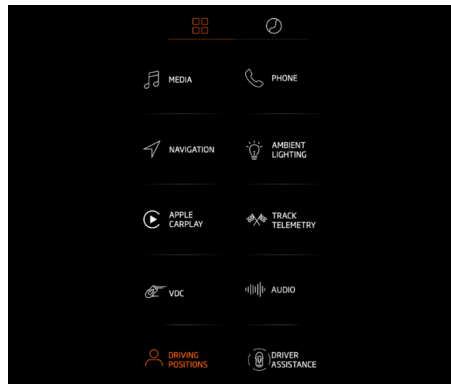 MEDIA
PHONE
NAVIGATION
AMBIENT
LIGHTING
APPLE
CARPLAY
TRACK
TELEMETRY
VDC
AUDIO
DRIVING
POSITIONS
DRIVER
ASSISTANCE